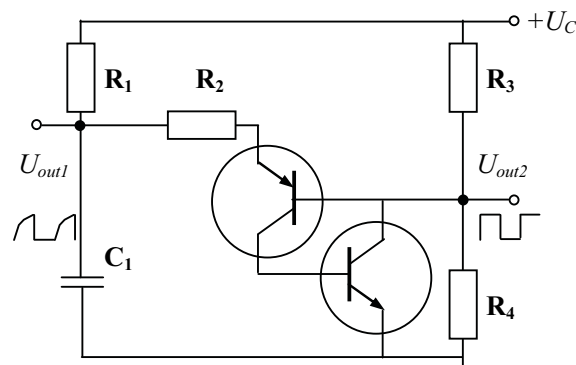 +U_C
R₁
R₂
R₃
U_out1
U_out2
C₁
R₄